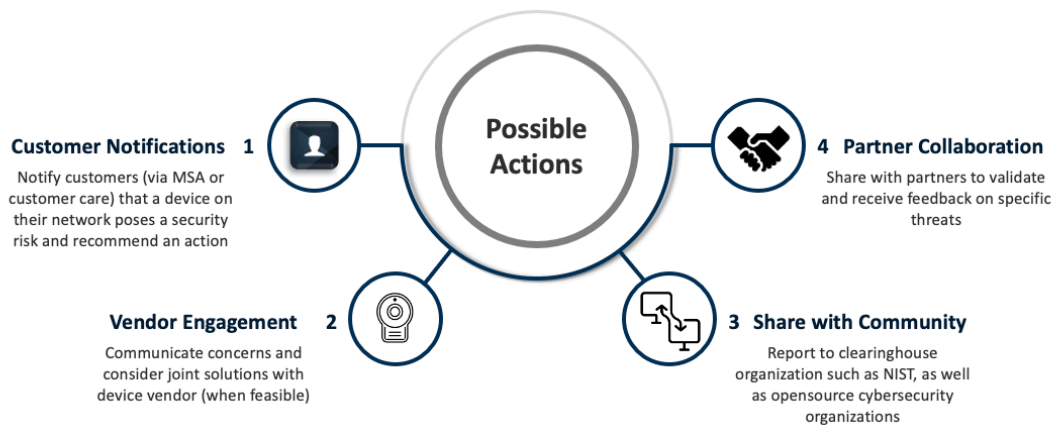 Possible
Actions
Customer Notifications 1
Notify customers (via MSA or
customer care) that a device on
their network poses a security
risk and recommend an action
Vendor Engagement 2
Communicate concerns and
consider joint solutions with
device vendor (when feasible)
3 Share with Community
Report to clearinghouse
organization such as NIST, as well
as opensource cybersecurity
organizations
4 Partner Collaboration
Share with partners to validate
and receive feedback on specific
threats